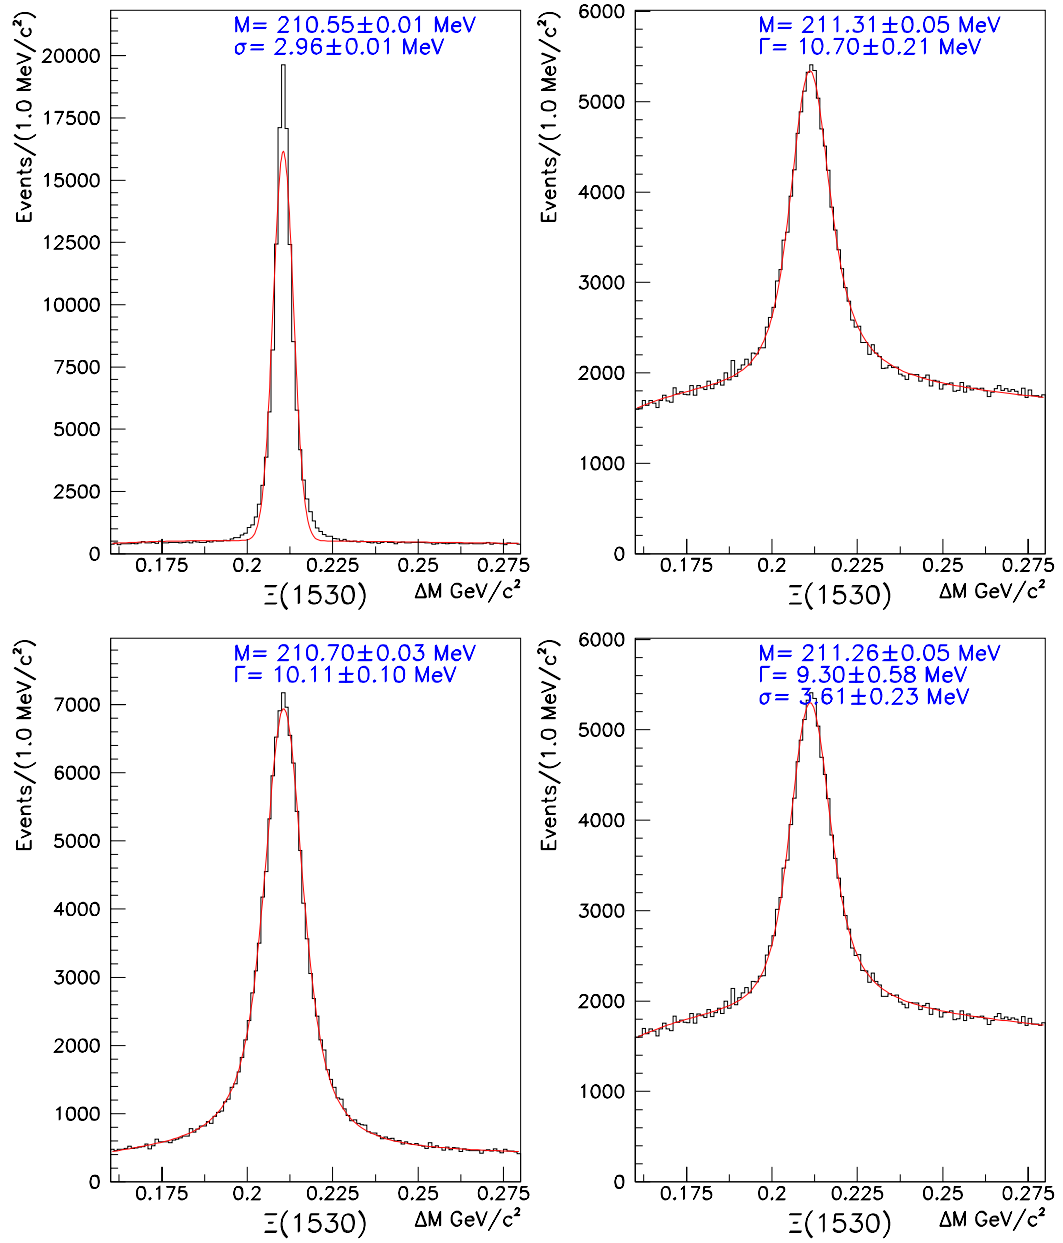 M= 210.55±0.01 MeV
σ= 2.96±0.01 MeV
Events/(1.0 MeV/c²)
20000
17500
15000
12500
10000
7500
5000
2500
0
0.175 0.2 0.225 0.25 0.275
Ξ(1530) ΔM GeV/c²
M= 211.31±0.05 MeV
Γ= 10.70±0.21 MeV
Events/(1.0 MeV/c²)
6000
5000
4000
3000
2000
1000
0
0.175 0.2 0.225 0.25 0.275
Ξ(1530) ΔM GeV/c²
M= 210.70±0.03 MeV
Γ= 10.11±0.10 MeV
Events/(1.0 MeV/c²)
7000
6000
5000
4000
3000
2000
1000
0
0.175 0.2 0.225 0.25 0.275
Ξ(1530) ΔM GeV/c²
M= 211.26±0.05 MeV
Γ= 9.30±0.58 MeV
σ= 3.61±0.23 MeV
Events/(1.0 MeV/c²)
6000
5000
4000
3000
2000
1000
0
0.175 0.2 0.225 0.25 0.275
Ξ(1530) ΔM GeV/c²